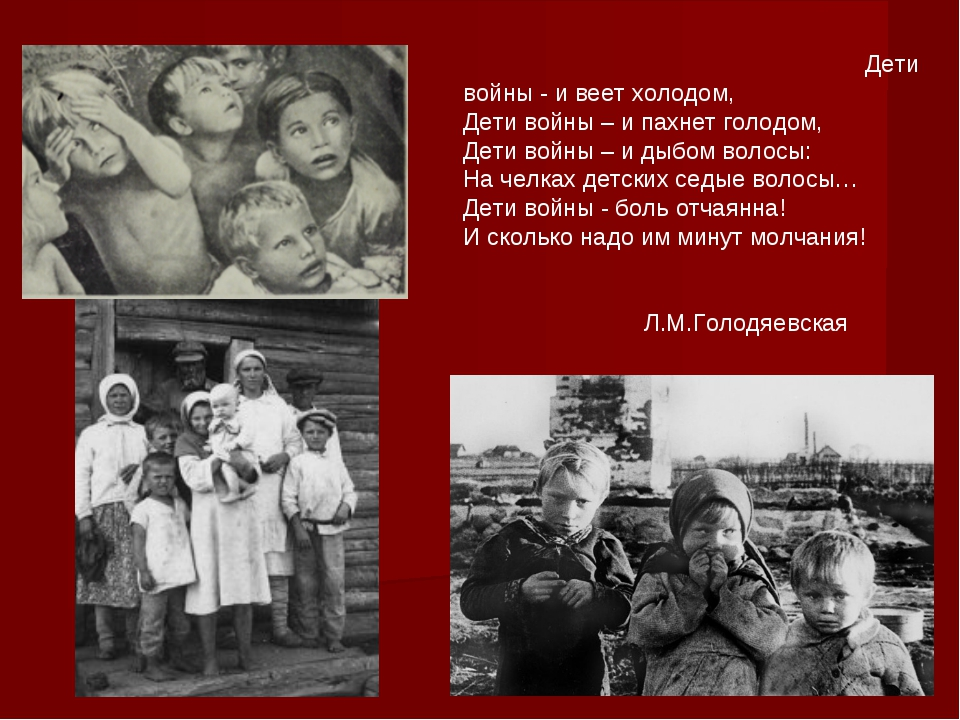 Дети
войны - и веет холодом,
Дети войны – и пахнет голодом,
Дети войны – и дыбом волосы:
На челках детских седые волосы…
Дети войны - боль отчаянна!
И сколько надо им минут молчания!
Л.М.Голодяевская